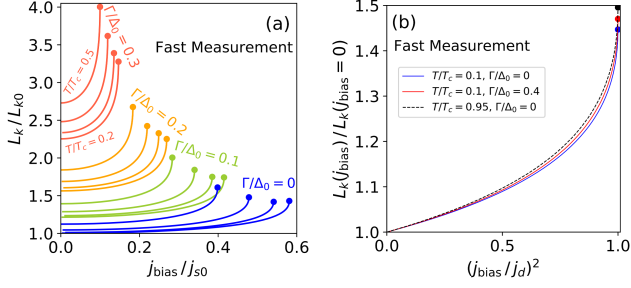 (a)
Fast Measurement
L_k / L_{k0}
4.0
3.5
3.0
2.5
2.0
1.5
1.0
0.0
0.2
0.4
0.6
j_bias / j_{s0}
T/T_c = 0.5
T/T_c = 0.2
Γ/Δ_0 = 0.3
Γ/Δ_0 = 0.2
Γ/Δ_0 = 0.1
Γ/Δ_0 = 0
(b)
Fast Measurement
L_k(j_bias) / L_k(j_bias = 0)
1.5
1.4
1.3
1.2
1.1
1.0
T/T_c = 0.1, Γ/Δ_0 = 0
T/T_c = 0.1, Γ/Δ_0 = 0.4
T/T_c = 0.95, Γ/Δ_0 = 0
0.0
0.5
1.0
(j_bias / j_d)²